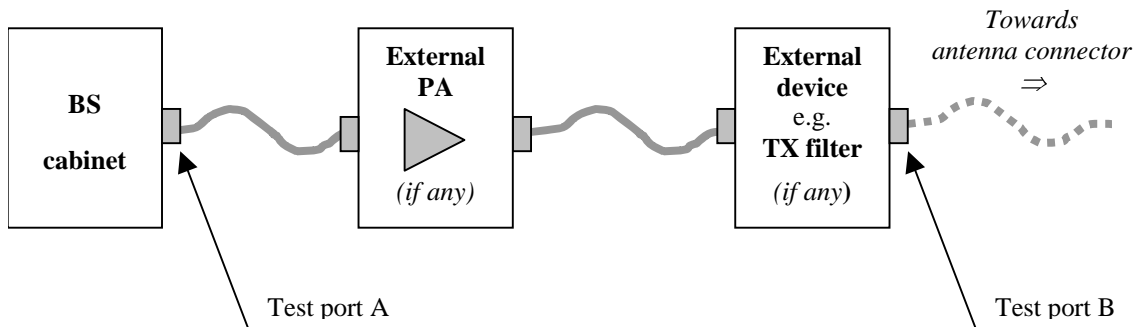 BS
cabinet
External
PA
(if any)
External
device
e.g.
TX filter
(if any)
Towards
antenna connector
⇒
Test port A
Test port B